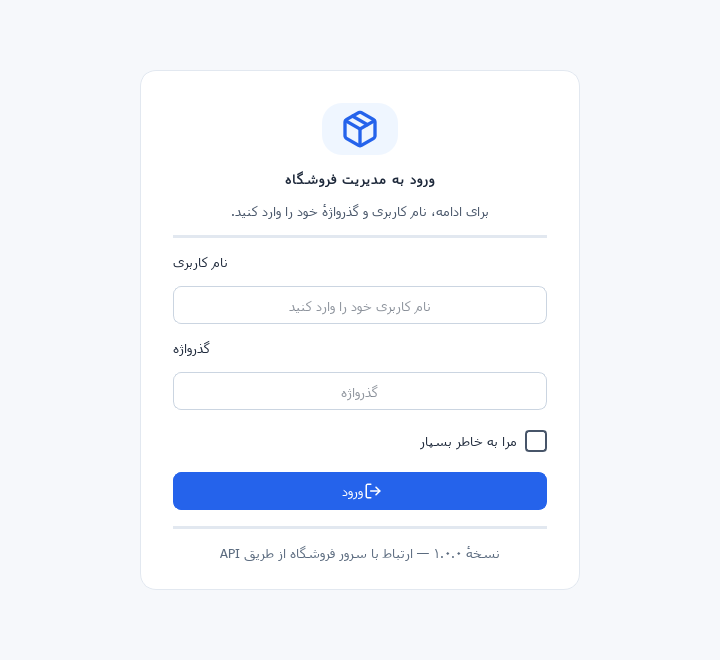 ورود به مدیریت فروشگاه
برای ادامه، نام کاربری و گذرواژهٔ خود را وارد کنید.
نام کاربری
نام کاربری خود را وارد کنید
گذرواژه
گذرواژه
مرا به خاطر بسپار
ورود
نسخهٔ ۱.۰.۰ — ارتباط با سرور فروشگاه از طریق API